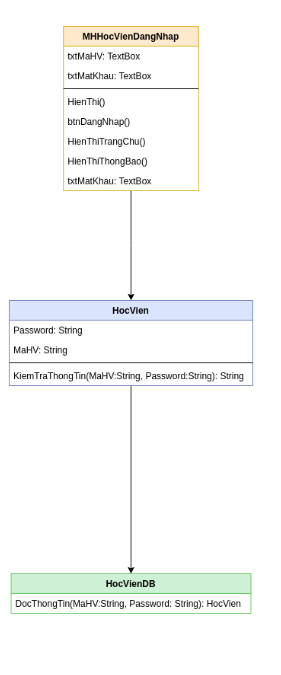 MHHocVienDangNhap
txtMaHV: TextBox
txtMatKhau: TextBox
HienThi()
btnDangNhap()
HienThiTrangChu()
HienThiThongBao()
txtMatKhau: TextBox
HocVien
Password: String
MaHV: String
KiemTraThongTin(MaHV:String, Password:String): String
HocVienDB
DocThongTin(MaHV:String, Password: String): HocVien